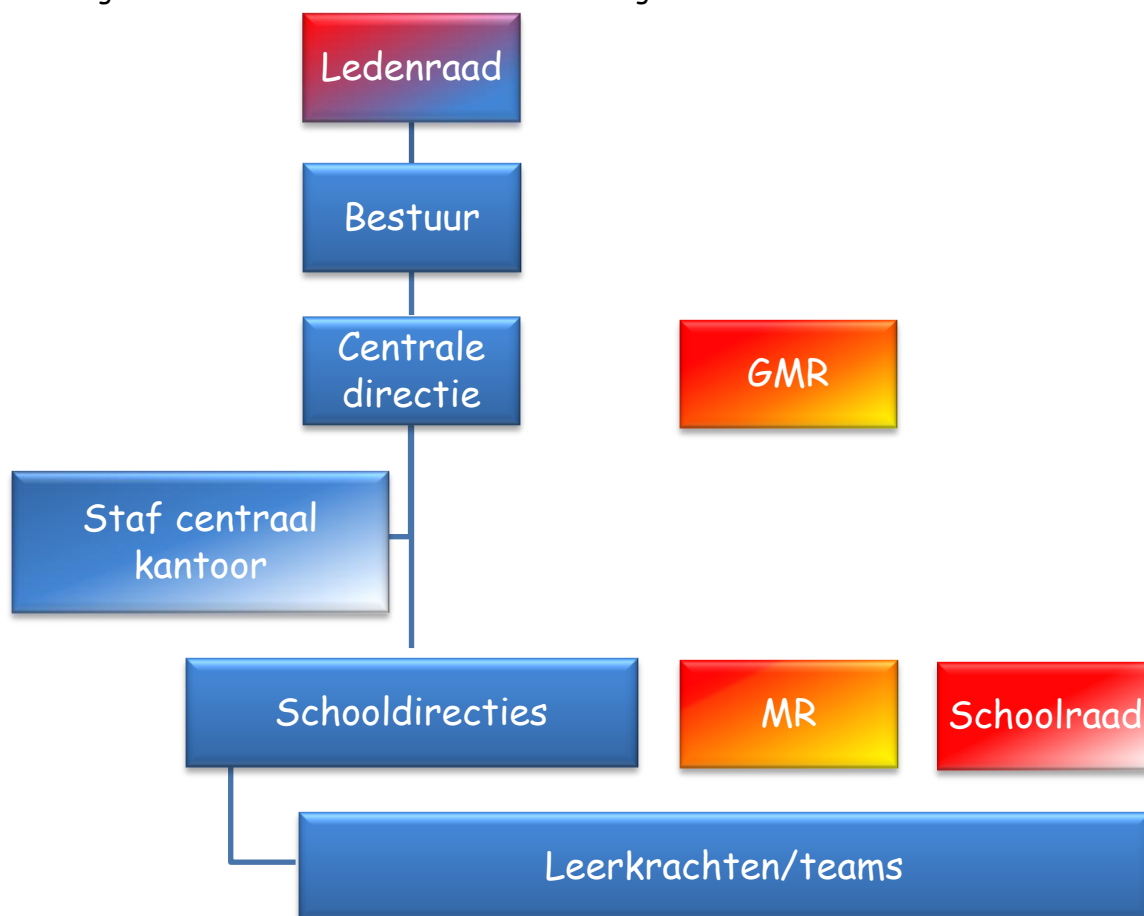 Ledenraad
Bestuur
Centrale
directie
GMR
Staf centraal
kantoor
Schooldirecties
MR
Schoolraad
Leerkrachten/teams